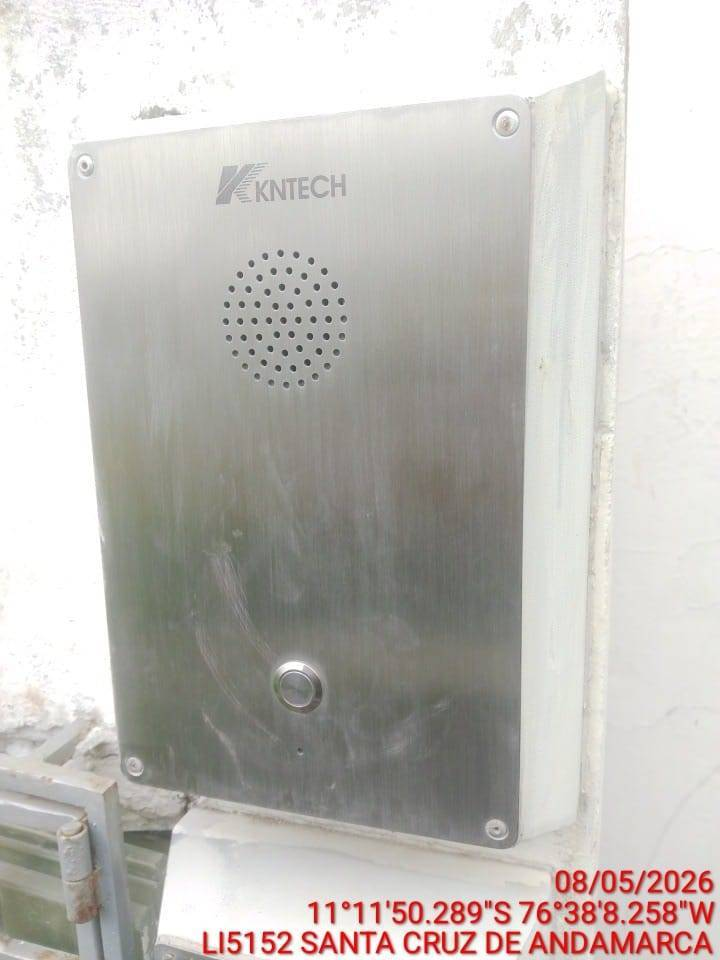 KNTECH
08/05/2026
11°11'50.289"S 76°38'8.258"W
LI5152 SANTA CRUZ DE ANDAMARCA